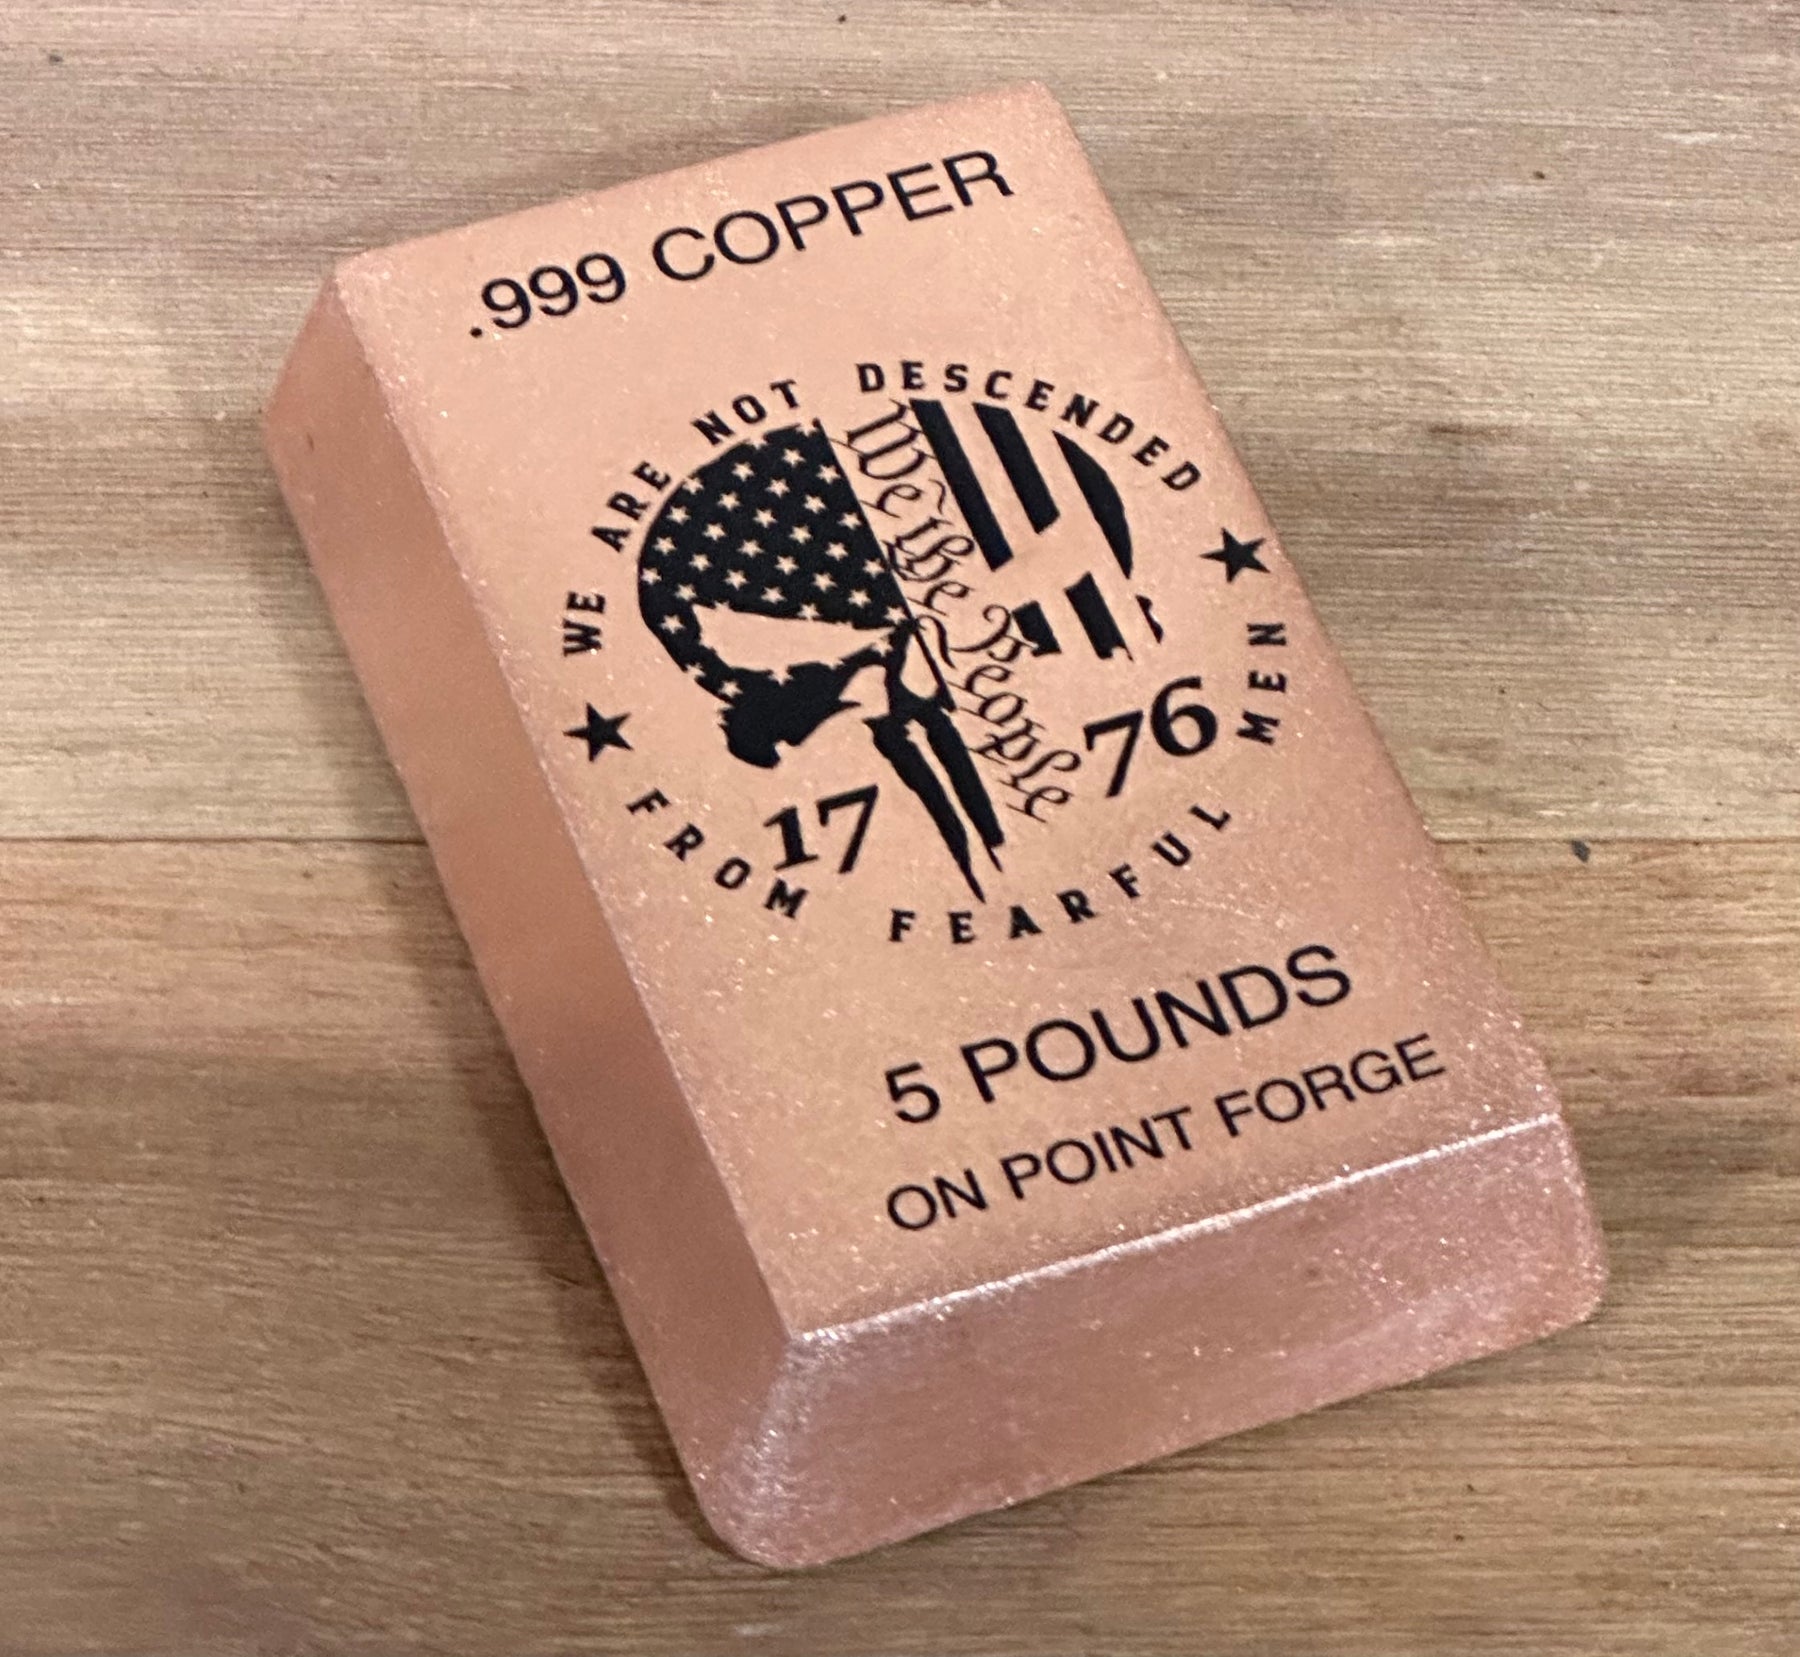 .999 COPPER
WE ARE NOT DESCENDED
FROM FEARFUL MEN
We the People
17 76
5 POUNDS
ON POINT FORGE